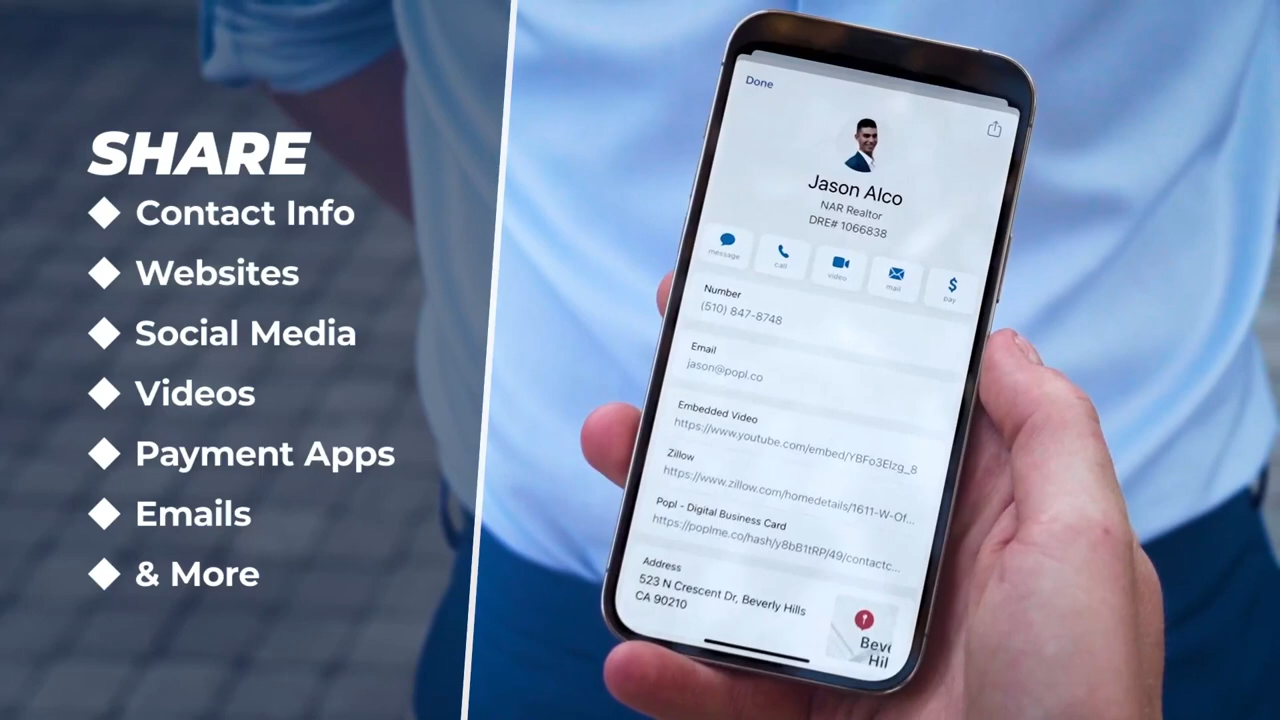 SHARE
Contact Info
Websites
Social Media
Videos
Payment Apps
Emails
& More
Done
Jason Alco
NAR Realtor
DRE# 1066838
message
call
video
mail
pay
Number
(510) 847-8748
Email
jason@popl.co
Embedded Video
https://www.youtube.com/embed/YBFo3EIzg_8
Zillow
https://www.zillow.com/homedetails/1611-W-Of...
Popl - Digital Business Card
https://poplme.co/hash/y8bB1tRP/49/contactc...
Address
523 N Crescent Dr, Beverly Hills
CA 90210
Beve
Hil